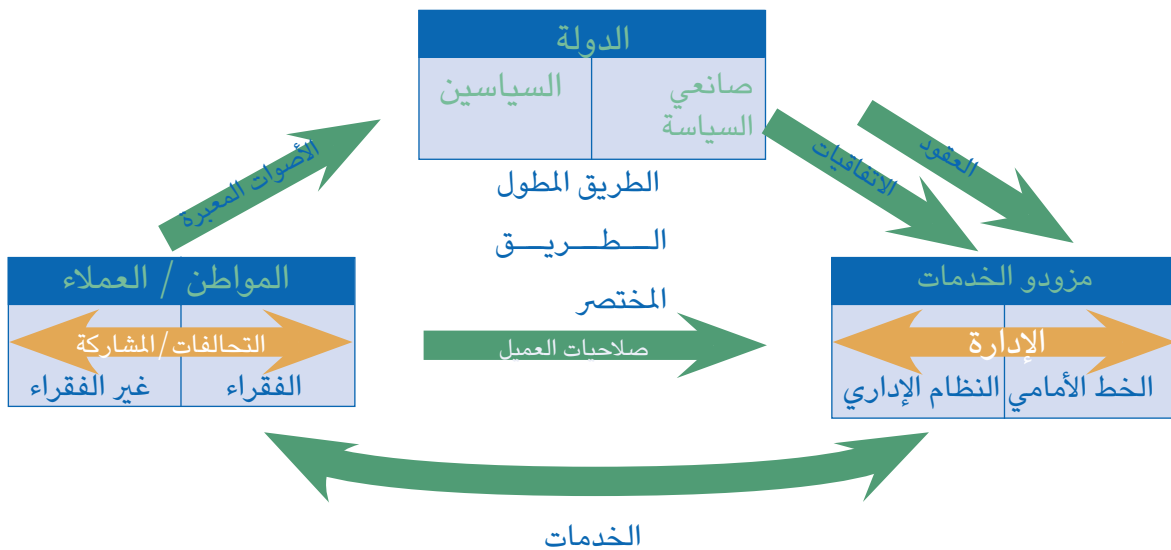 الدولة
صانعي
السياسة
السياسين
الأصوات المعبرة
الاتفاقيات
العقود
الطريق المطول
الــطــريــق
المختصر
مزودو الخدمات
الإدارة
الخط الأمامي
النظام الإداري
صلاحيات العميل
المواطن / العملاء
التحالفات/المشاركة
الفقراء
غير الفقراء
الخدمات